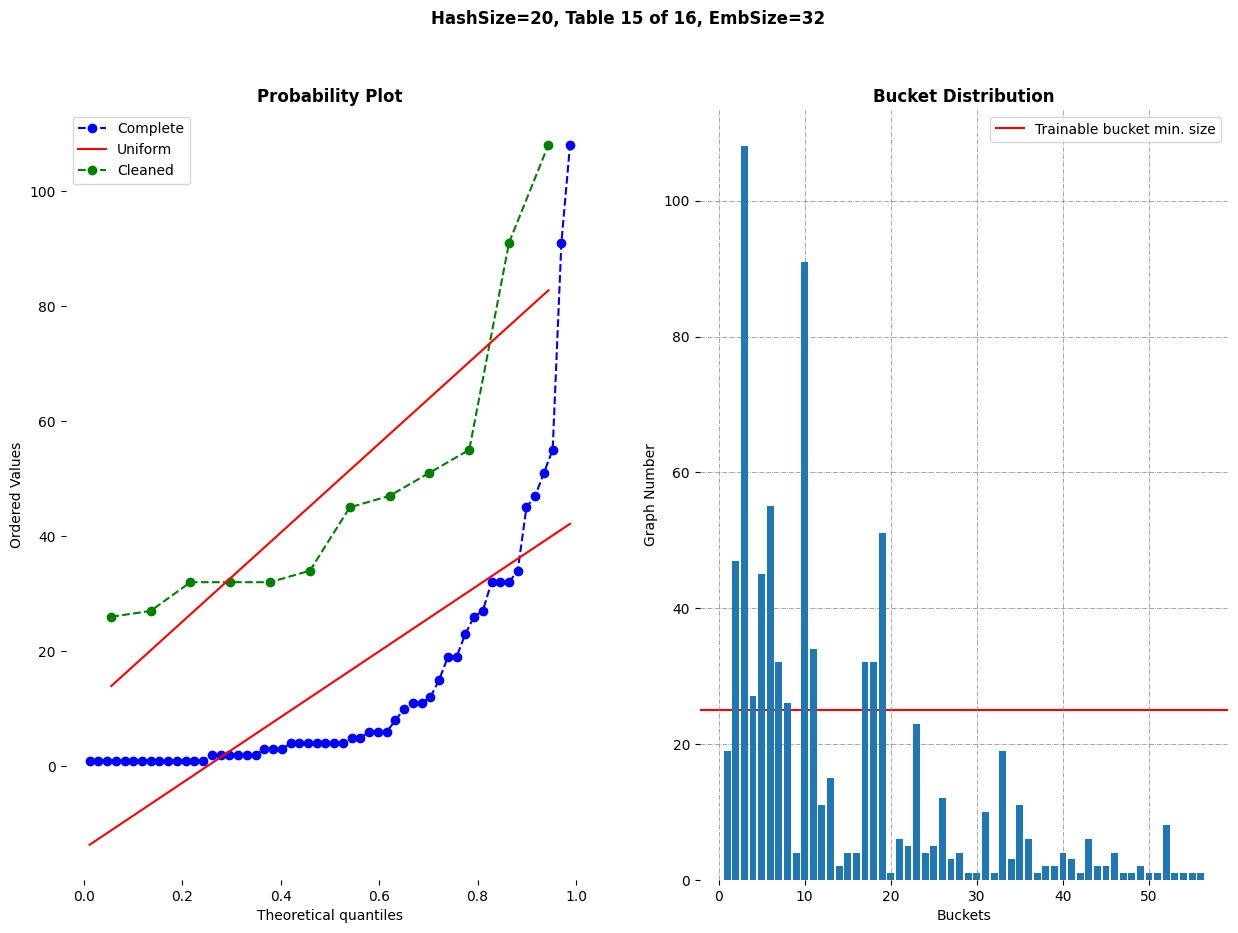 HashSize=20, Table 15 of 16, EmbSize=32
Probability Plot
Complete
Uniform
Cleaned
Ordered Values
100
80
60
40
20
0
0.0 0.2 0.4 0.6 0.8 1.0
Theoretical quantiles
Bucket Distribution
Trainable bucket min. size
Graph Number
100
80
60
40
20
0
0 10 20 30 40 50
Buckets